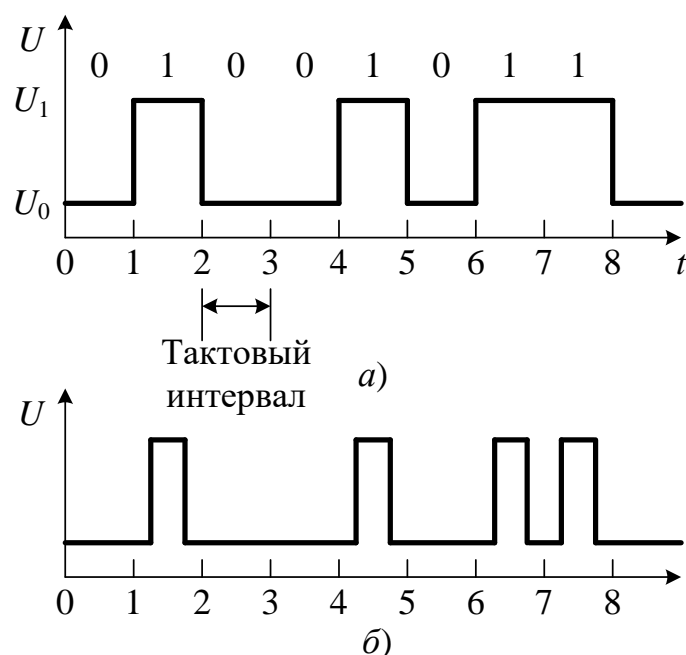 U
0 1 0 0 1 0 1 1
U₁
U₀
0 1 2 3 4 5 6 7 8 t
Тактовый
интервал
а)
U
0 1 2 3 4 5 6 7 8
б)